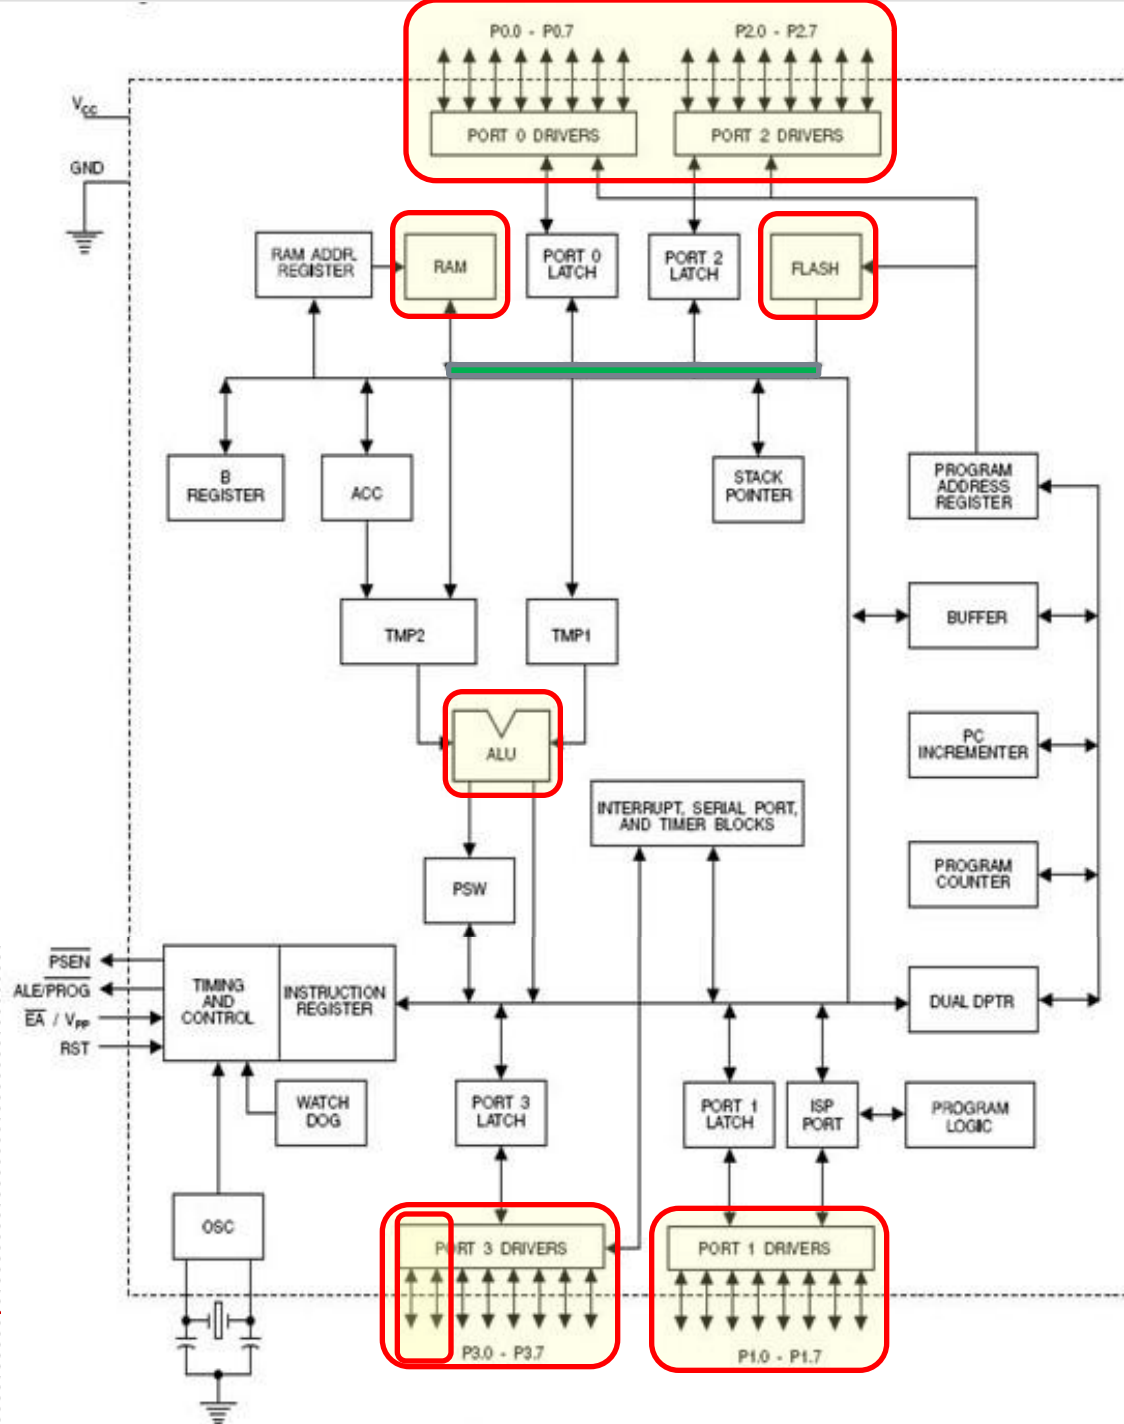 P0.0 - P0.7
P2.0 - P2.7
VCC
PORT 0 DRIVERS
PORT 2 DRIVERS
GND
RAM ADDR.
REGISTER
RAM
PORT 0
LATCH
PORT 2
LATCH
FLASH
B
REGISTER
ACC
STACK
POINTER
PROGRAM
ADDRESS
REGISTER
TMP2
TMP1
BUFFER
ALU
PC
INCREMENTER
INTERRUPT, SERIAL PORT,
AND TIMER BLOCKS
PSW
PROGRAM
COUNTER
PSEN
ALE/PROG
EA / VPP
RST
TIMING
AND
CONTROL
INSTRUCTION
REGISTER
DUAL DPTR
WATCH
DOG
PORT 3
LATCH
PORT 1
LATCH
ISP
PORT
PROGRAM
LOGIC
OSC
PORT 3 DRIVERS
PORT 1 DRIVERS
P3.0 - P3.7
P1.0 - P1.7